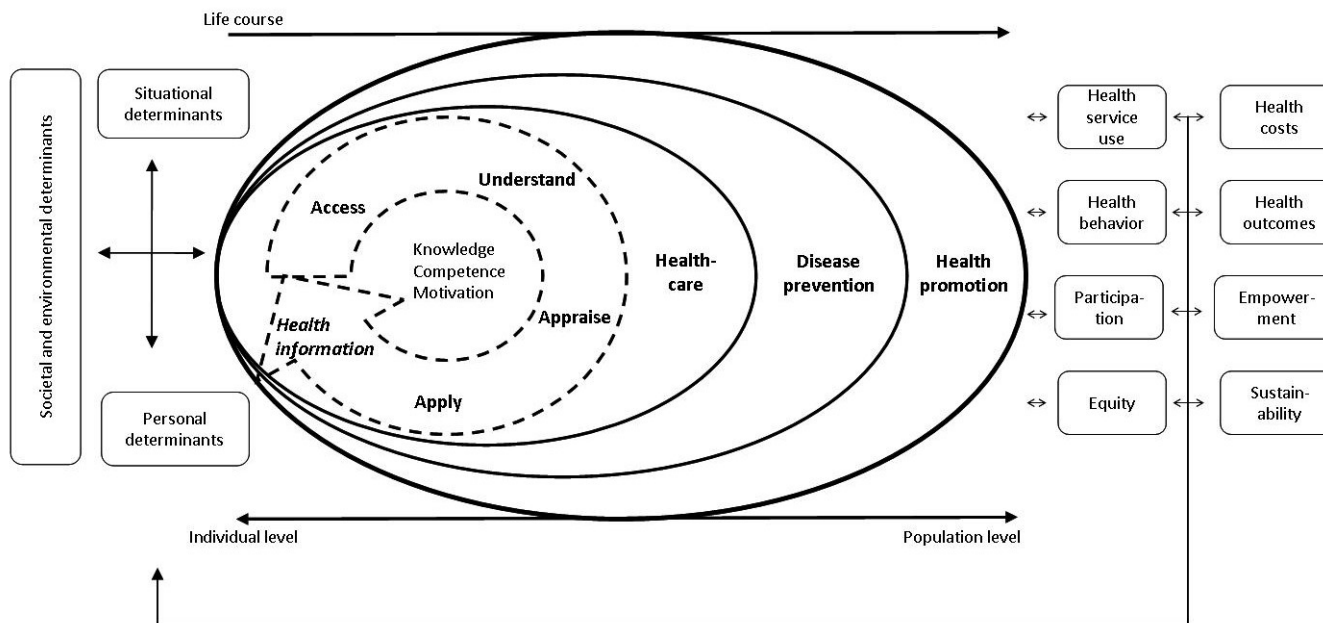 Life course
Societal and environmental determinants
Situational
determinants
Personal
determinants
Access
Understand
Knowledge
Competence
Motivation
Health
information
Appraise
Apply
Health-
care
Disease
prevention
Health
promotion
Individual level
Population level
Health
service
use
Health
costs
Health
behavior
Health
outcomes
Participa-
tion
Empower-
ment
Equity
Sustain-
ability